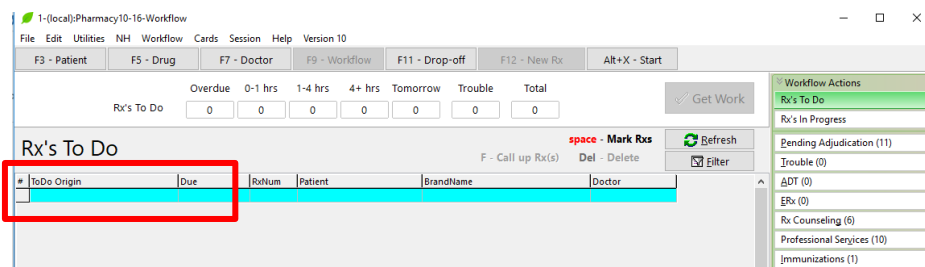 1-(local):Pharmacy10-16-Workflow
File Edit Utilities NH Workflow Cards Session Help Version 10
F3 - Patient F5 - Drug F7 - Doctor F9 - Workflow F11 - Drop-off F12 - New Rx Alt+X - Start
Overdue 0-1 hrs 1-4 hrs 4+ hrs Tomorrow Trouble Total
Rx's To Do 0 0 0 0 0 0 0
Get Work
Rx's To Do
space - Mark Rxs
F - Call up Rx(s) Del - Delete
Refresh
Filter
# ToDo Origin Due RxNum Patient BrandName Doctor
Workflow Actions
Rx's To Do
Rx's In Progress
Pending Adjudication (11)
Trouble (0)
ADT (0)
ERx (0)
Rx Counseling (6)
Professional Services (10)
Immunizations (1)